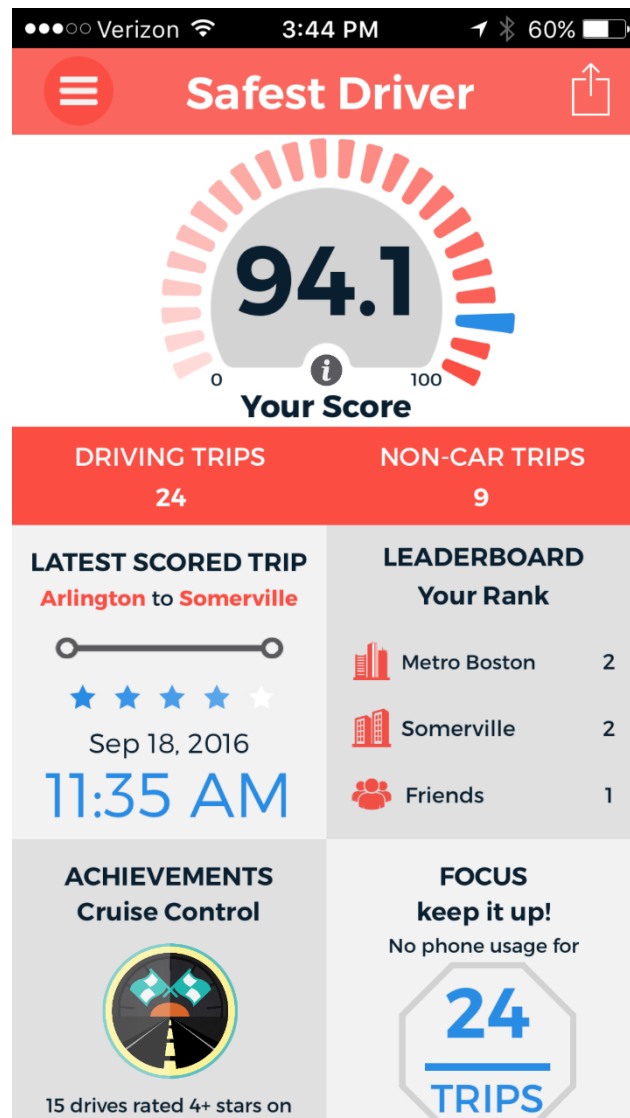 Verizon 3:44 PM 60%
Safest Driver
94.1
0 100
Your Score
DRIVING TRIPS
24
NON-CAR TRIPS
9
LATEST SCORED TRIP
Arlington to Somerville
Sep 18, 2016
11:35 AM
LEADERBOARD
Your Rank
Metro Boston 2
Somerville 2
Friends 1
ACHIEVEMENTS
Cruise Control
15 drives rated 4+ stars on
FOCUS
keep it up!
No phone usage for
24
TRIPS